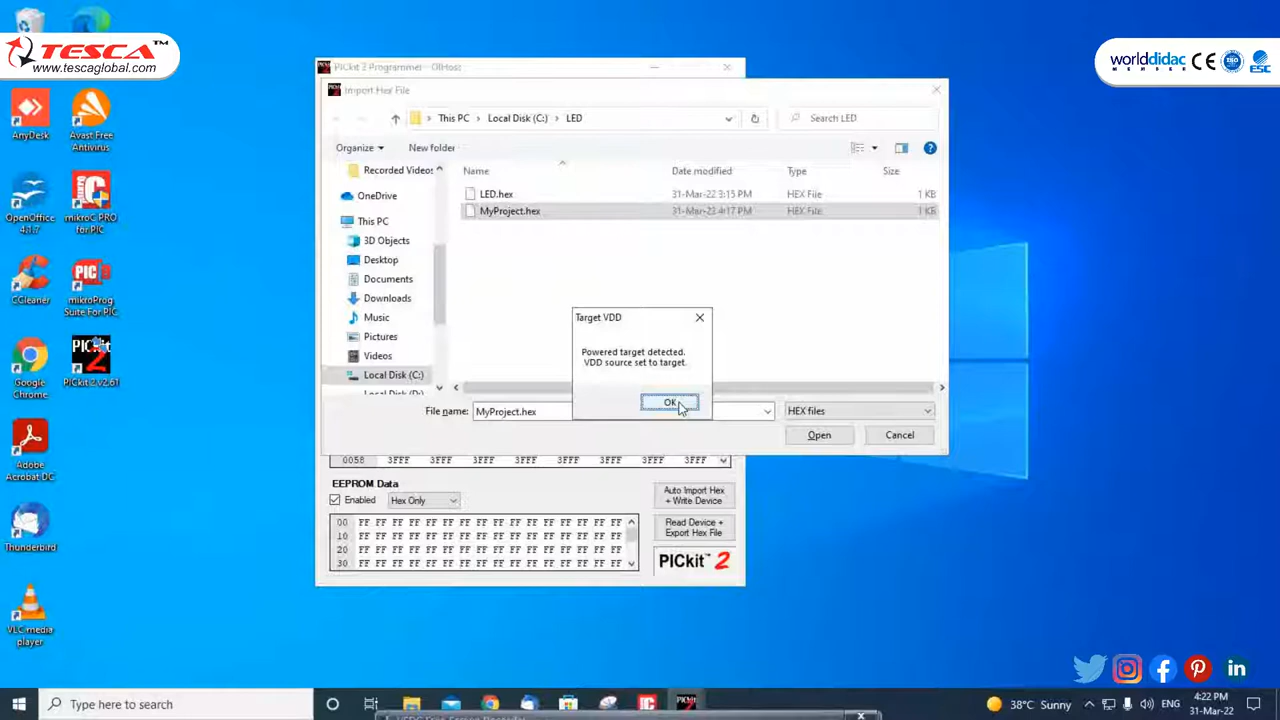 TESCA™
www.tescaglobal.com
worlddidac
MEMBER
CE
ISO
ESC
AnyDesk
Avast Free
Antivirus
OpenOffice
4.1.7
mikroC PRO
for PIC
CCleaner
mikroProg
Suite For PIC
Google
Chrome
PICkit 2 v2.61
Adobe
Acrobat DC
Thunderbird
VLC media
player
PICkit 2 Programmer
Import Hex File
This PC > Local Disk (C:) > LED
Search LED
Organize
New folder
Name
Date modified
Type
Size
LED.hex
31-Mar-22 3:15 PM
HEX File
1 KB
MyProject.hex
31-Mar-22 4:17 PM
HEX File
1 KB
Recorded Videos
OneDrive
This PC
3D Objects
Desktop
Documents
Downloads
Music
Pictures
Videos
Local Disk (C:)
Local Disk (D:)
Target VDD
Powered target detected.
VDD source set to target.
OK
File name:
MyProject.hex
HEX files
Open
Cancel
0058 3FFF 3FFF 3FFF 3FFF 3FFF 3FFF 3FFF 3FFF
EEPROM Data
Enabled
Hex Only
Auto Import Hex
+ Write Device
Read Device +
Export Hex File
00 FF FF FF FF FF FF FF FF FF FF FF FF FF FF FF FF
10 FF FF FF FF FF FF FF FF FF FF FF FF FF FF FF FF
20 FF FF FF FF FF FF FF FF FF FF FF FF FF FF FF FF
30 FF FF FF FF FF FF FF FF FF FF FF FF FF FF FF FF
PICkit™ 2
Type here to search
38°C Sunny
ENG
4:22 PM
31-Mar-22